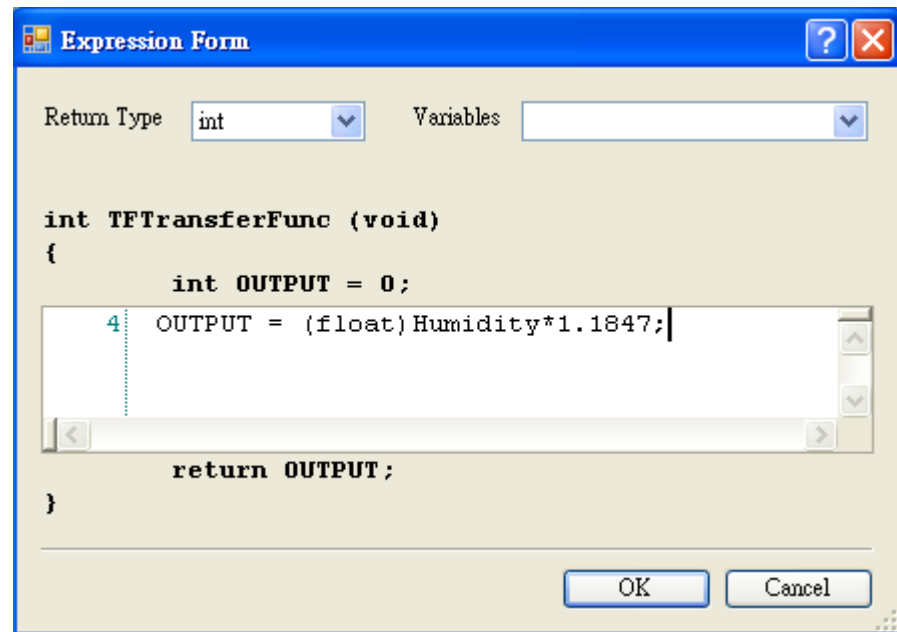 Expression Form
?
Return Type int Variables
int TFTransferFunc (void)
{
int OUTPUT = 0;
4 OUTPUT = (float)Humidity*1.1847;
return OUTPUT;
}
OK Cancel